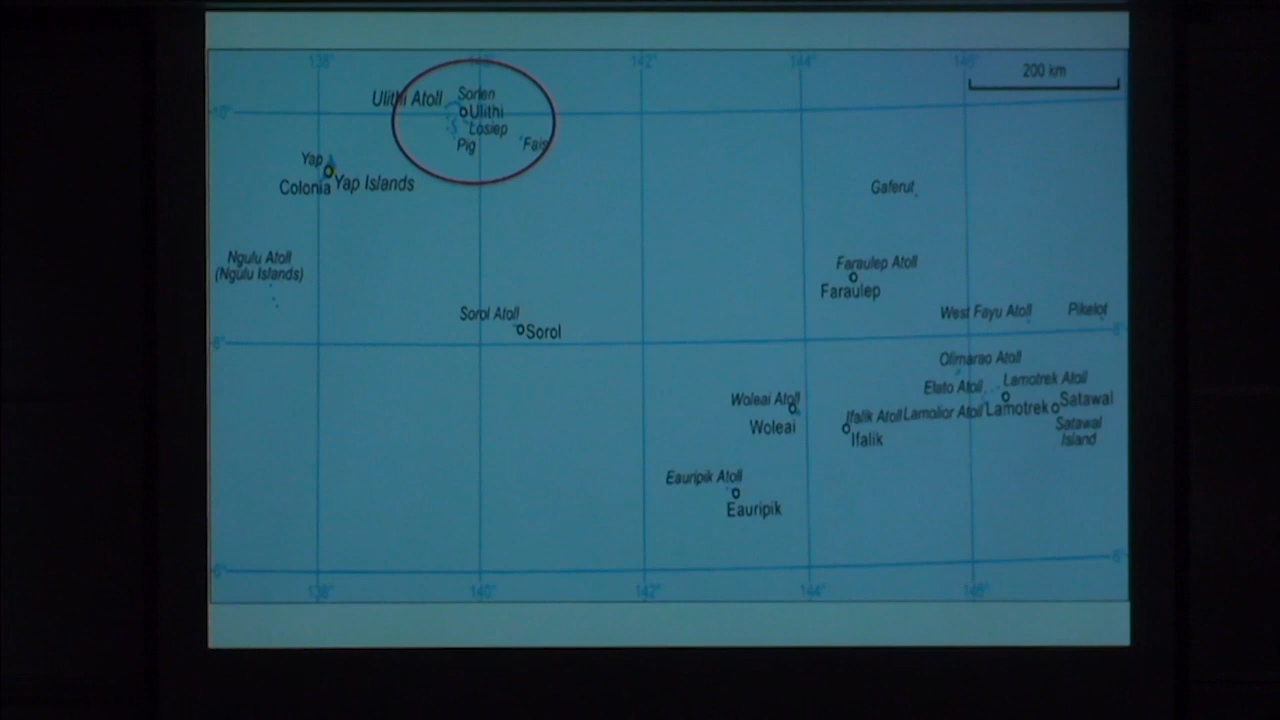 138°
142°
144°
200 km
Ulithi Atoll
Sorlen
10°
Ulithi
Losiep
Pig
Fais
Yap
Colonia
Yap Islands
Gaferut
Ngulu Atoll
(Ngulu Islands)
Faraulep Atoll
Faraulep
Sorol Atoll
Sorol
West Fayu Atoll
Pikelot
Olimarao Atoll
Elato Atoll
Lamotrek Atoll
Woleai Atoll
Woleai
Ifalik Atoll
Ifalik
Lamolior Atoll
Lamotrek
Satawal
Satawal
Island
Eauripik Atoll
Eauripik
6°
138°
140°
142°
144°
146°